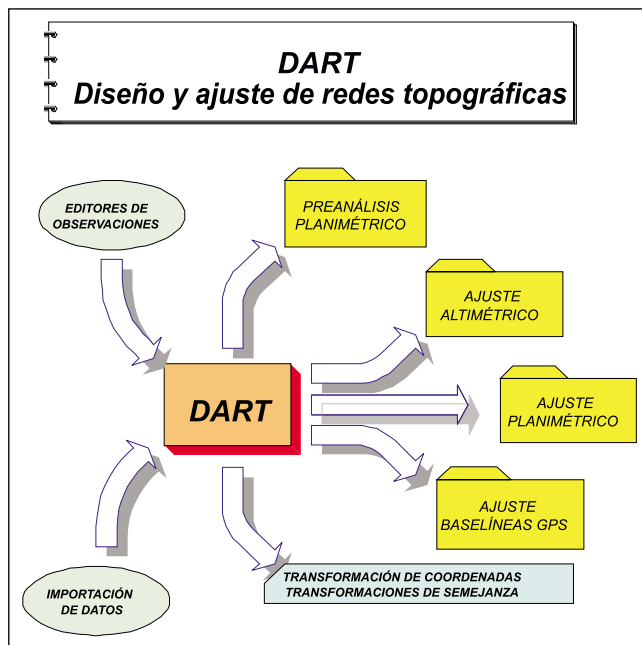 DART
Diseño y ajuste de redes topográficas
EDITORES DE
OBSERVACIONES
PREANÁLISIS
PLANIMÉTRICO
AJUSTE
ALTIMÉTRICO
DART
AJUSTE
PLANIMÉTRICO
AJUSTE
BASELÍNEAS GPS
IMPORTACIÓN
DE DATOS
TRANSFORMACIÓN DE COORDENADAS
TRANSFORMACIONES DE SEMEJANZA